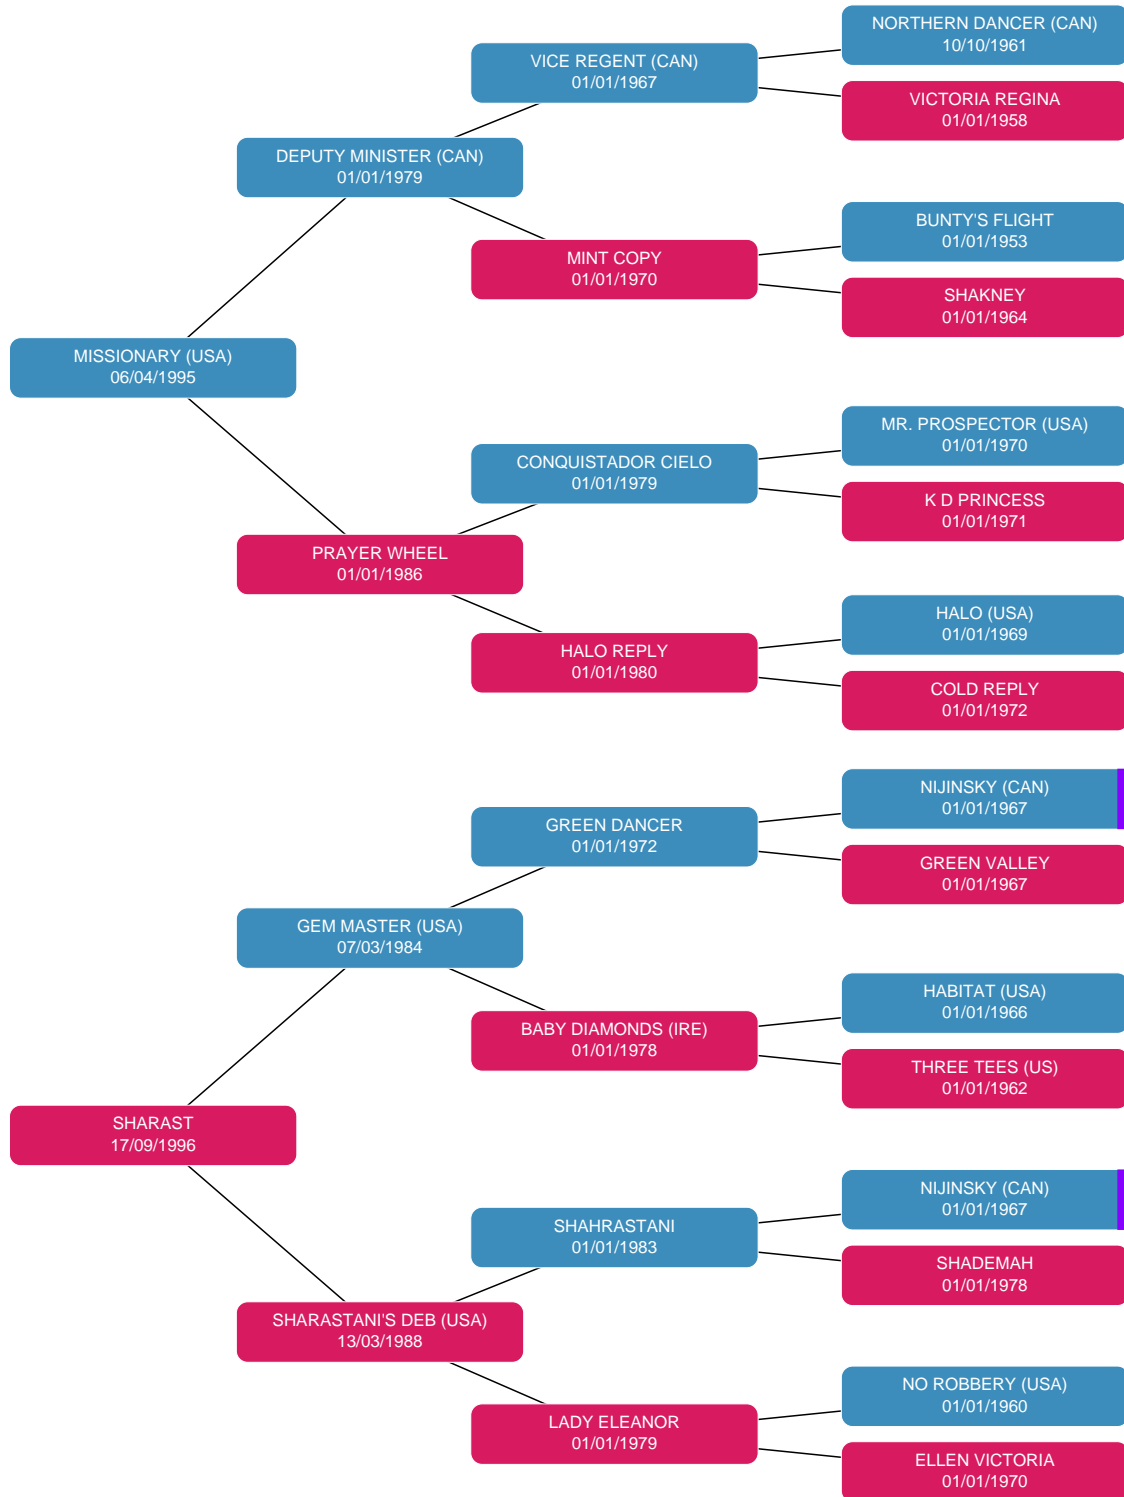 NORTHERN DANCER (CAN)
10/10/1961
VICE REGENT (CAN)
01/01/1967
VICTORIA REGINA
01/01/1958
DEPUTY MINISTER (CAN)
01/01/1979
BUNTY'S FLIGHT
01/01/1953
MINT COPY
01/01/1970
SHAKNEY
01/01/1964
MISSIONARY (USA)
06/04/1995
MR. PROSPECTOR (USA)
01/01/1970
CONQUISTADOR CIELO
01/01/1979
K D PRINCESS
01/01/1971
PRAYER WHEEL
01/01/1986
HALO (USA)
01/01/1969
HALO REPLY
01/01/1980
COLD REPLY
01/01/1972
NIJINSKY (CAN)
01/01/1967
GREEN DANCER
01/01/1972
GREEN VALLEY
01/01/1967
GEM MASTER (USA)
07/03/1984
HABITAT (USA)
01/01/1966
BABY DIAMONDS (IRE)
01/01/1978
THREE TEES (US)
01/01/1962
SHARAST
17/09/1996
NIJINSKY (CAN)
01/01/1967
SHAHRASTANI
01/01/1983
SHADEMAH
01/01/1978
SHARASTANI'S DEB (USA)
13/03/1988
NO ROBBERY (USA)
01/01/1960
LADY ELEANOR
01/01/1979
ELLEN VICTORIA
01/01/1970